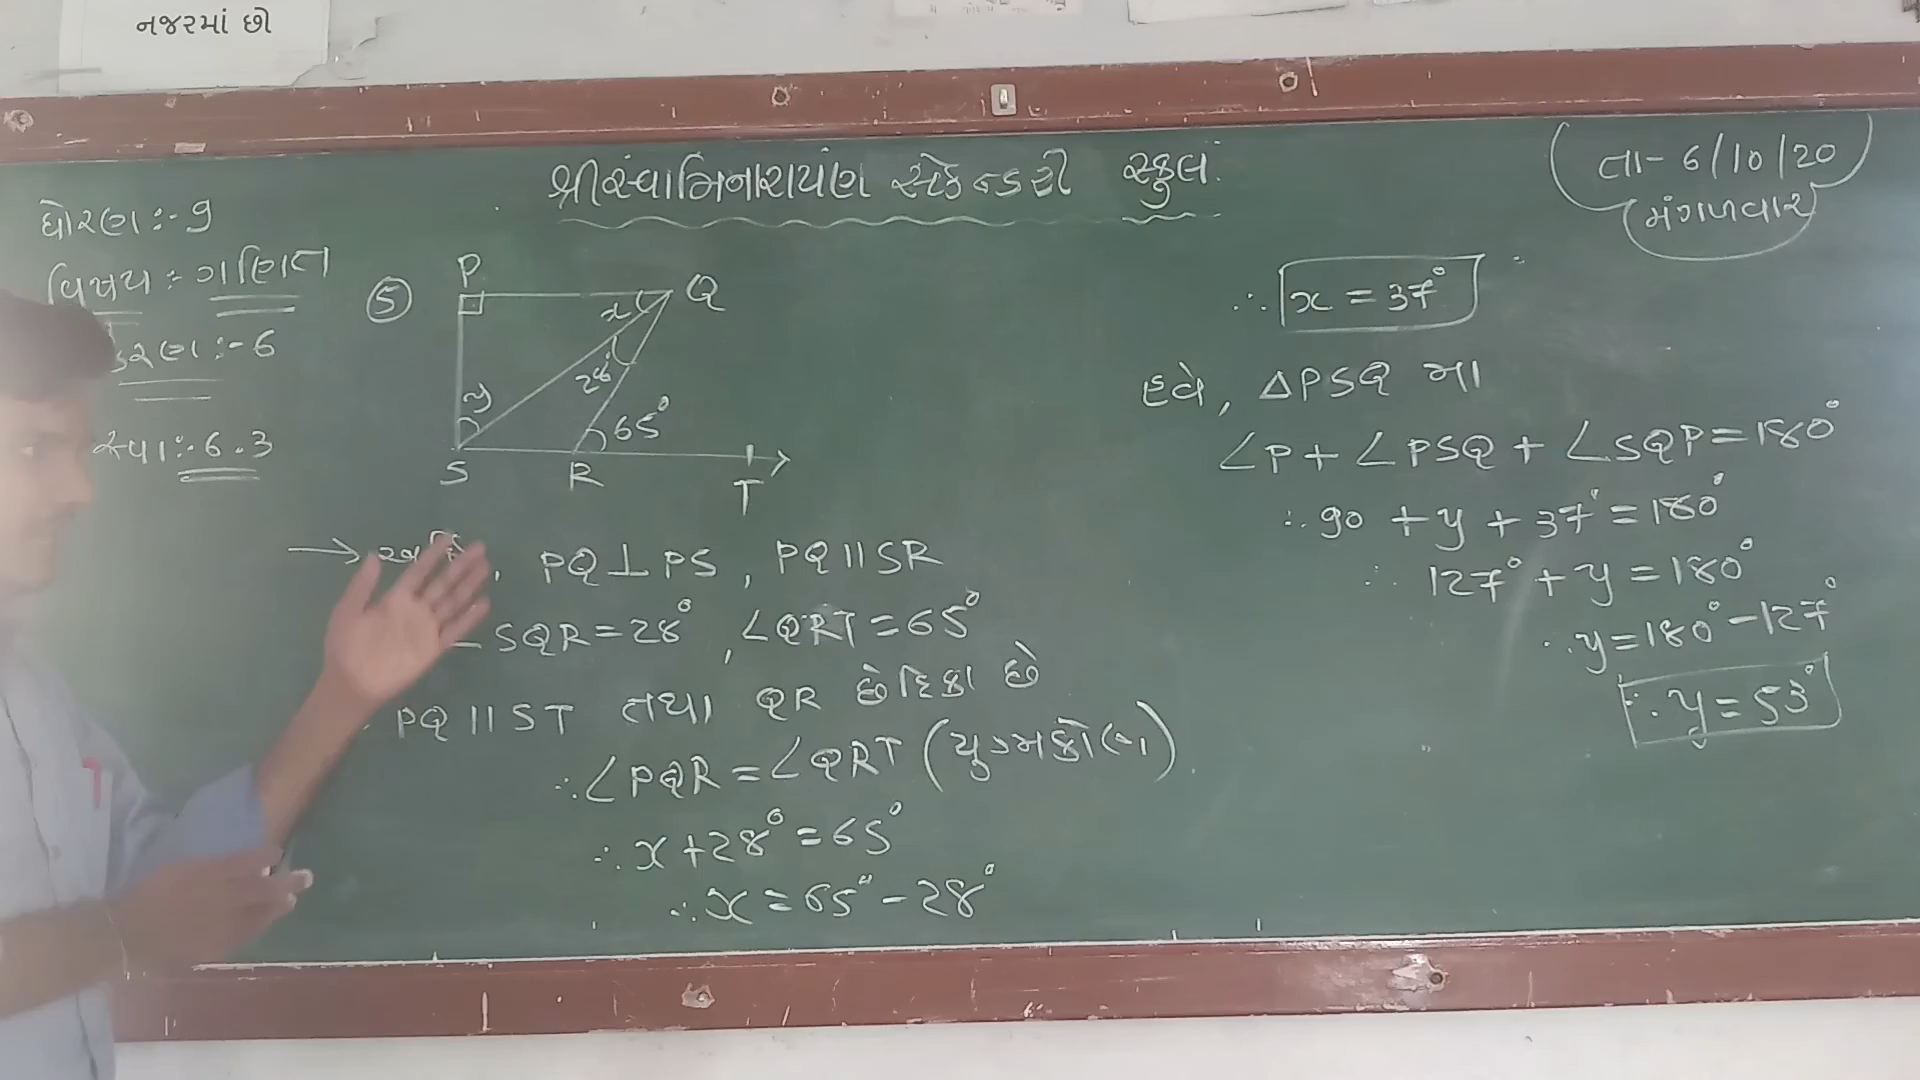 નજરમાં છો
શ્રી સ્વામિનારાયણ સેકન્ડરી સ્કુલ
તા- 6/10/20
મંગળવાર
ધોરણ :- 9
વિષય :- ગણિત
કરણ :- 6
સ્વા :- 6.3
5
P
Q
x
28°
y
65°
S R
T
→ , PQ⊥PS, PQ||SR
SQR=28°, ∠QRT=65°
PQ||ST તથા QR છેદિકા છે
∴ ∠PQR=∠QRT (યુગ્મકોણ)
∴ x+28°=65°
∴ x=65°-28°
∴ x=37°
હવે, △PSQ મા
∠P+∠PSQ+∠SQP=180°
∴ 90+y+37°=180°
∴ 127°+y=180°
∴ y=180°-127°
∴ y=53°